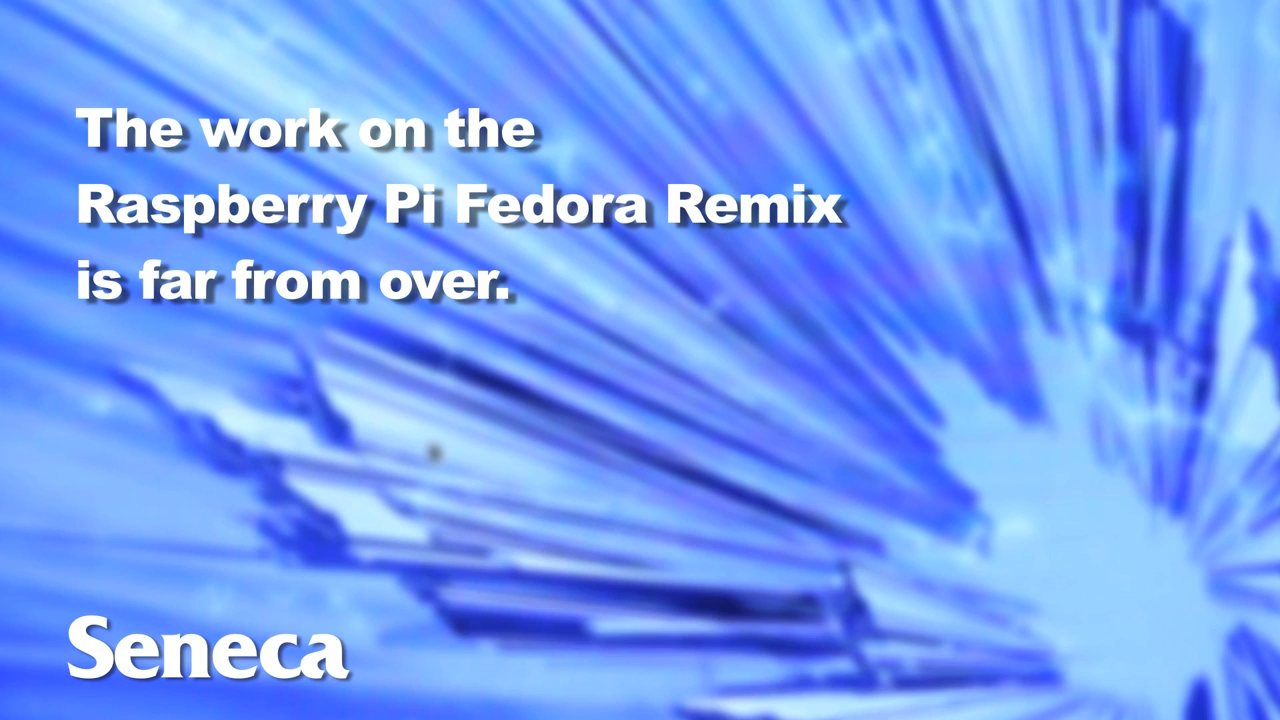 The work on the
Raspberry Pi Fedora Remix
is far from over.
Seneca